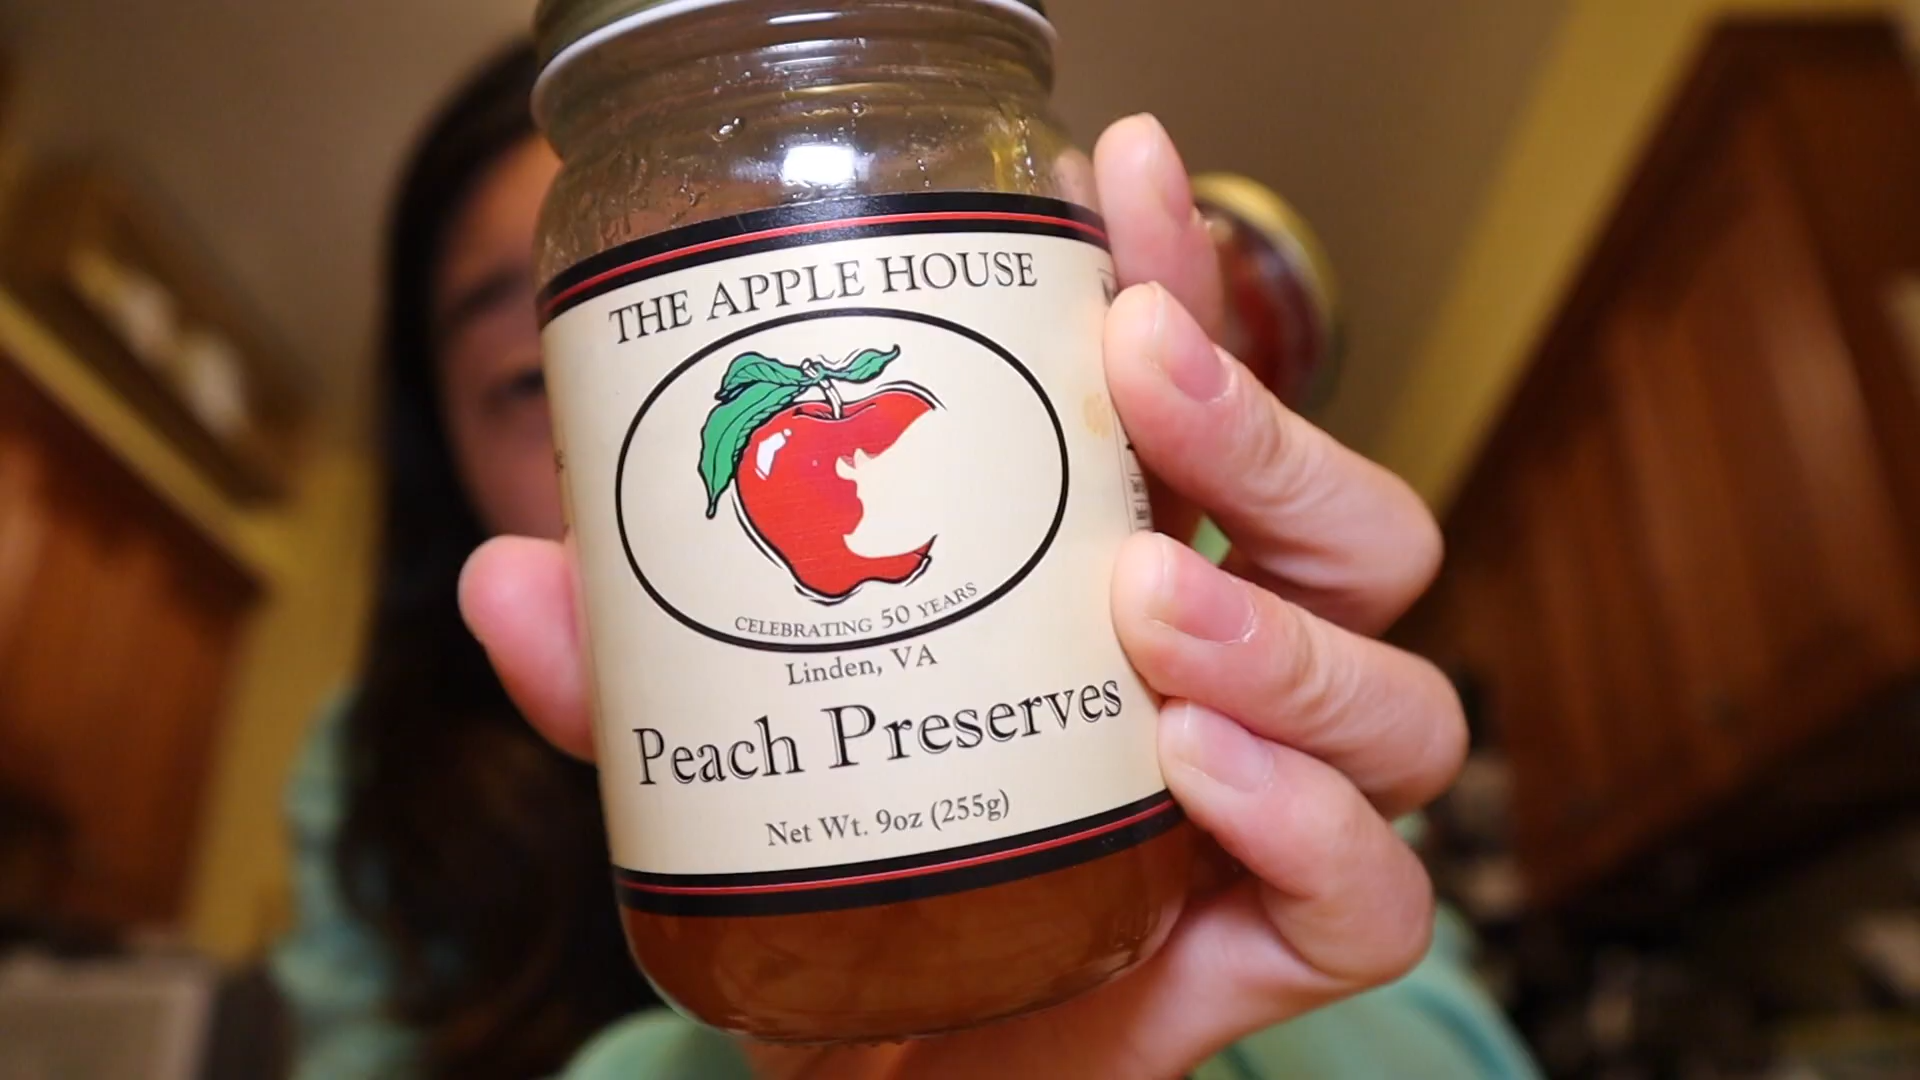 THE APPLE HOUSE
CELEBRATING 50 YEARS
Linden, VA
Peach Preserves
Net Wt. 9oz (255g)